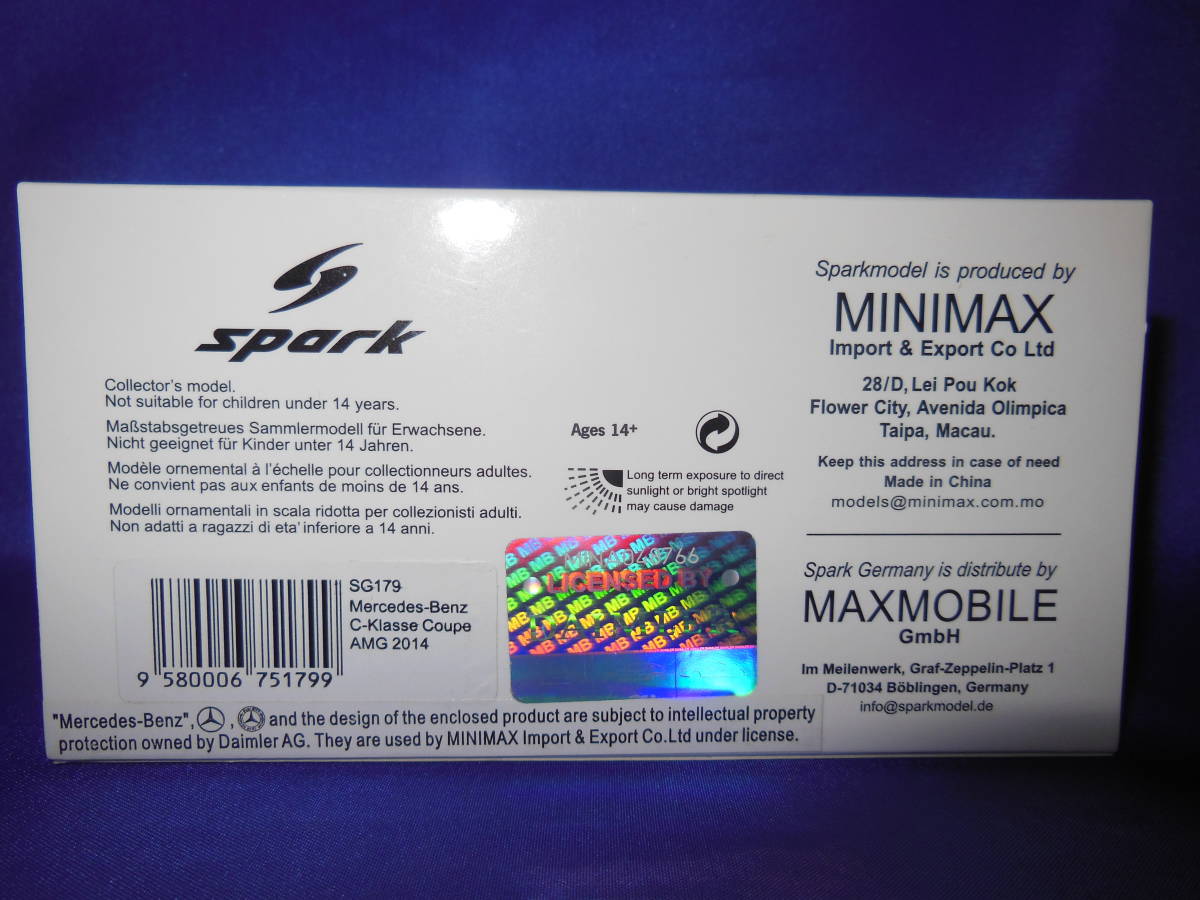 spark
Collector's model.
Not suitable for children under 14 years.
Maßstabsgetreues Sammlermodell für Erwachsene.
Nicht geeignet für Kinder unter 14 Jahren.
Modèle ornemental à l'échelle pour collectionneurs adultes.
Ne convient pas aux enfants de moins de 14 ans.
Modelli ornamentali in scala ridotta per collezionisti adulti.
Non adatti a ragazzi di eta' inferiore a 14 anni.
Ages 14+
Long term exposure to direct
sunlight or bright spotlight
may cause damage
SG179
Mercedes-Benz
C-Klasse Coupe
AMG 2014
9 580006 751799
LICENSED BY
"Mercedes-Benz", , and the design of the enclosed product are subject to intellectual property
protection owned by Daimler AG. They are used by MINIMAX Import & Export Co.Ltd under license.
Sparkmodel is produced by
MINIMAX
Import & Export Co Ltd
28/D, Lei Pou Kok
Flower City, Avenida Olimpica
Taipa, Macau.
Keep this address in case of need
Made in China
models@minimax.com.mo
Spark Germany is distribute by
MAXMOBILE
GmbH
Im Meilenwerk, Graf-Zeppelin-Platz 1
D-71034 Böblingen, Germany
info@sparkmodel.de